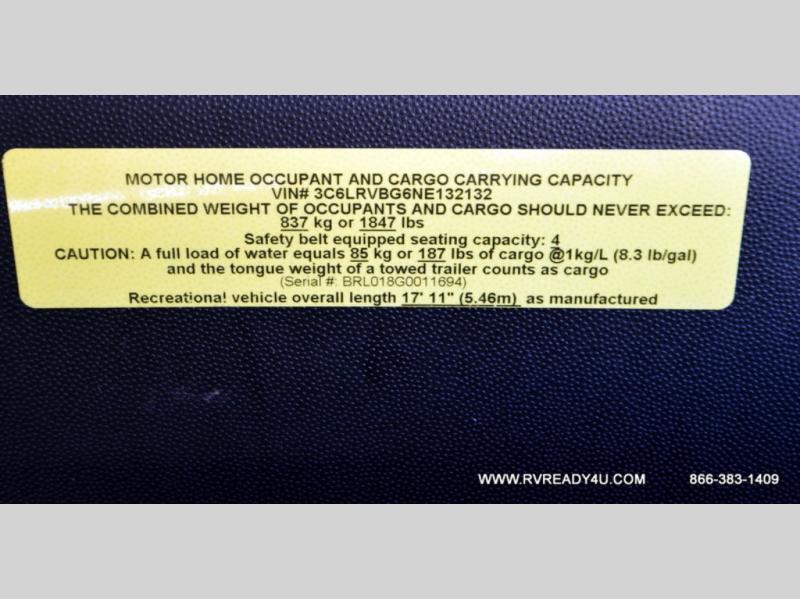 MOTOR HOME OCCUPANT AND CARGO CARRYING CAPACITY
VIN# 3C6LRVBG6NE132132
THE COMBINED WEIGHT OF OCCUPANTS AND CARGO SHOULD NEVER EXCEED:
837 kg or 1847 lbs
Safety belt equipped seating capacity: 4
CAUTION: A full load of water equals 85 kg or 187 lbs of cargo @1kg/L (8.3 lb/gal)
and the tongue weight of a towed trailer counts as cargo
(Serial #: BRL018G0011694)
Recreational vehicle overall length 17' 11" (5.46m) as manufactured
WWW.RVREADY4U.COM 866-383-1409